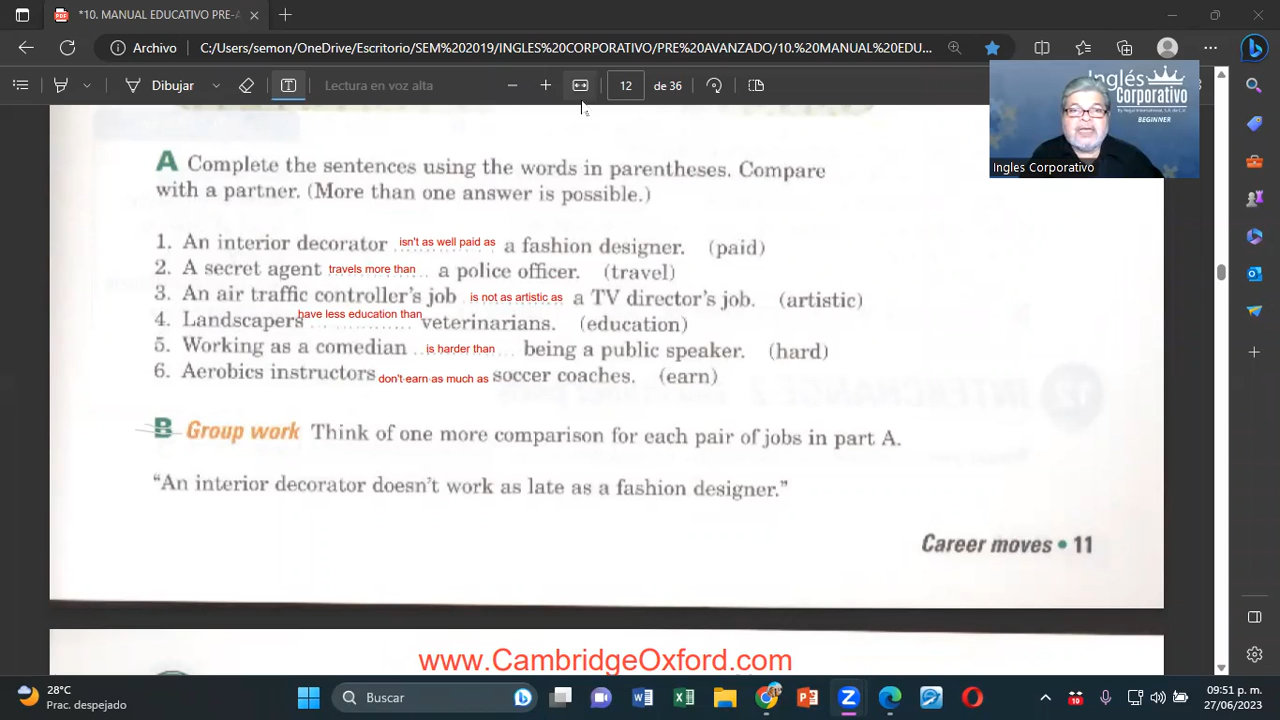 *10. MANUAL EDUCATIVO PRE-A
Archivo C:/Users/semon/OneDrive/Escritorio/SEM%202019/INGLES%20CORPORATIVO/PRE%20AVANZADO/10.%20MANUAL%20EDU...
Dibujar Lectura en voz alta 12 de 36
Inglés
Corporativo
BEGINNER
Ingles Corporativo
A Complete the sentences using the words in parentheses. Compare
with a partner. (More than one answer is possible.)
1. An interior decorator isn't as well paid as a fashion designer. (paid)
2. A secret agent travels more than a police officer. (travel)
3. An air traffic controller's job is not as artistic as a TV director's job. (artistic)
4. Landscapers have less education than veterinarians. (education)
5. Working as a comedian is harder than being a public speaker. (hard)
6. Aerobics instructors don't earn as much as soccer coaches. (earn)
B Group work Think of one more comparison for each pair of jobs in part A.
"An interior decorator doesn't work as late as a fashion designer."
Career moves • 11
www.CambridgeOxford.com
28°C
Prac. despejado
Buscar
10
09:51 p. m.
27/06/2023